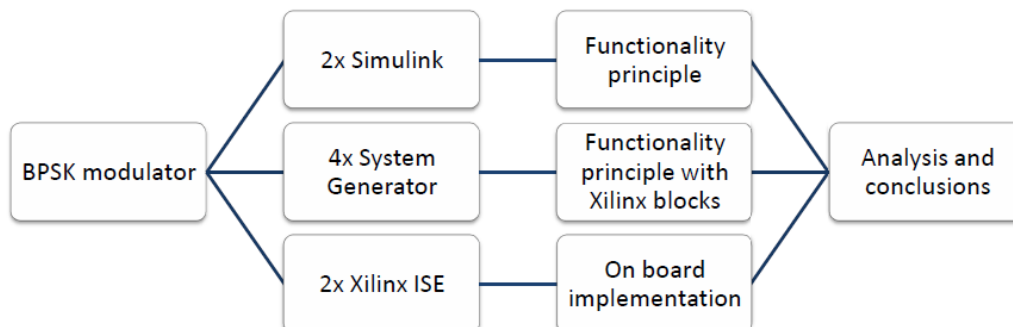 BPSK modulator
2x Simulink
4x System
Generator
2x Xilinx ISE
Functionality
principle
Functionality
principle with
Xilinx blocks
On board
implementation
Analysis and
conclusions